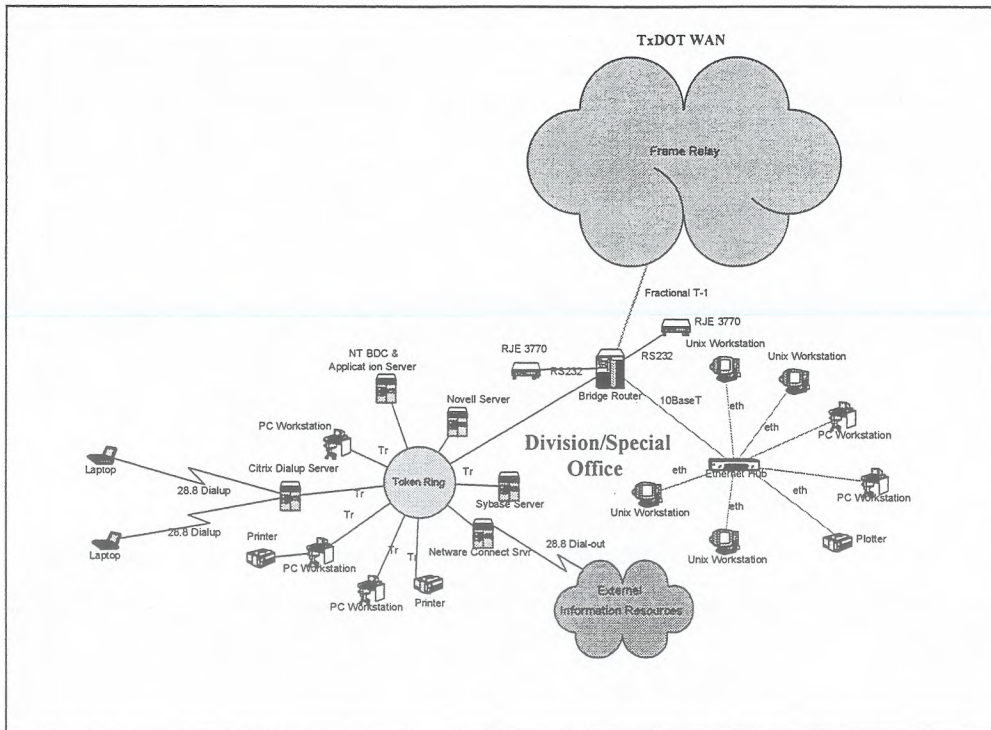 TxDOT WAN
Frame Relay
Fractional T-1
RJE 3770
RJE 3770
RS232
RS232
Unix Workstation
Unix Workstation
NT BDC &
Applicat ion Server
Novell Server
Bridge Router
10BaseT
eth
eth
PC Workstation
PC Workstation
Division/Special
Office
Tr
Tr
Citrix Dialup Server
Laptop
28.8 Dialup
Token Ring
Tr
Sybase Server
eth
Ethernet Hub
eth
PC Workstation
Unix Workstation
28.8 Dialup
Laptop
Printer
Tr
PC Workstation
Tr
Tr
Netware Connect Srvr
28.8 Dial-out
eth
Unix Workstation
Plotter
PC Workstation
Printer
External
Information Resources